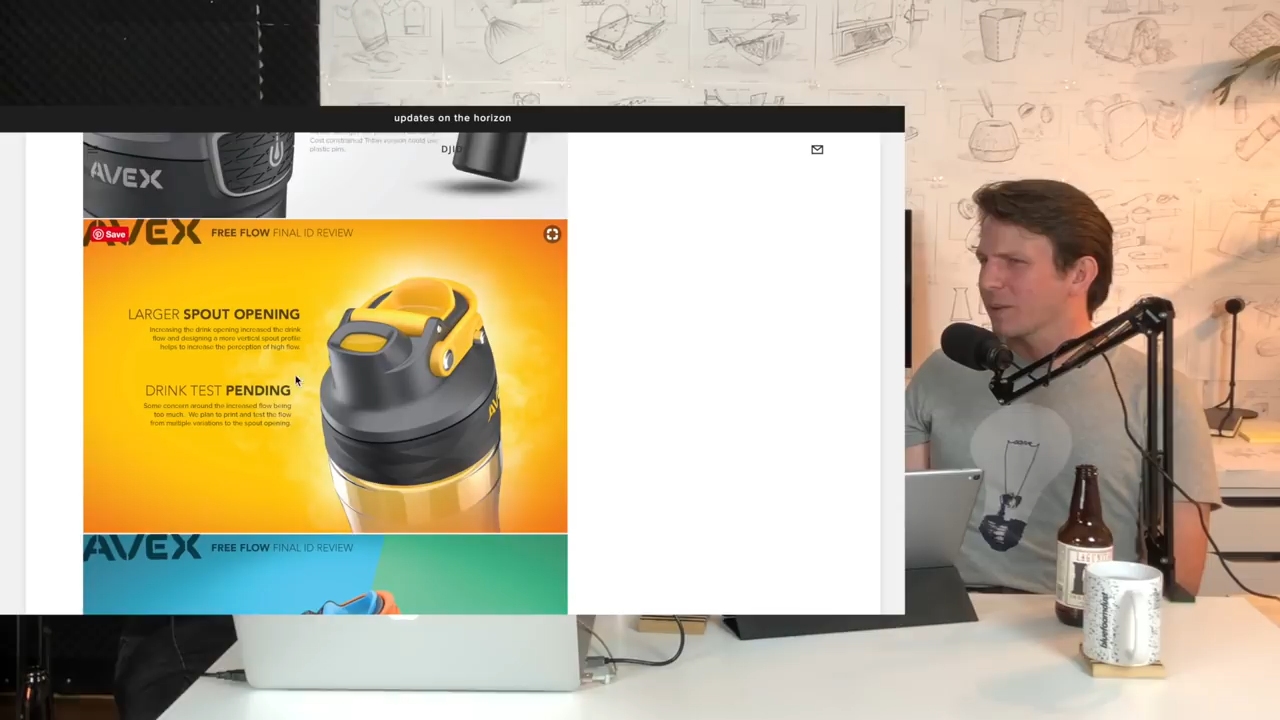 updates on the horizon
Cost constrained Tritan version could use
plastic pins.
DJID
AVEX
AVEX
Save
FREE FLOW FINAL ID REVIEW
LARGER SPOUT OPENING
Increasing the drink opening increased the drink
flow and designing a more vertical spout profile
helps to increase the perception of high flow.
DRINK TEST PENDING
Some concern around the increased flow being
too much. We plan to print and test the flow
from multiple variations to the spout opening.
AVEX
FREE FLOW FINAL ID REVIEW